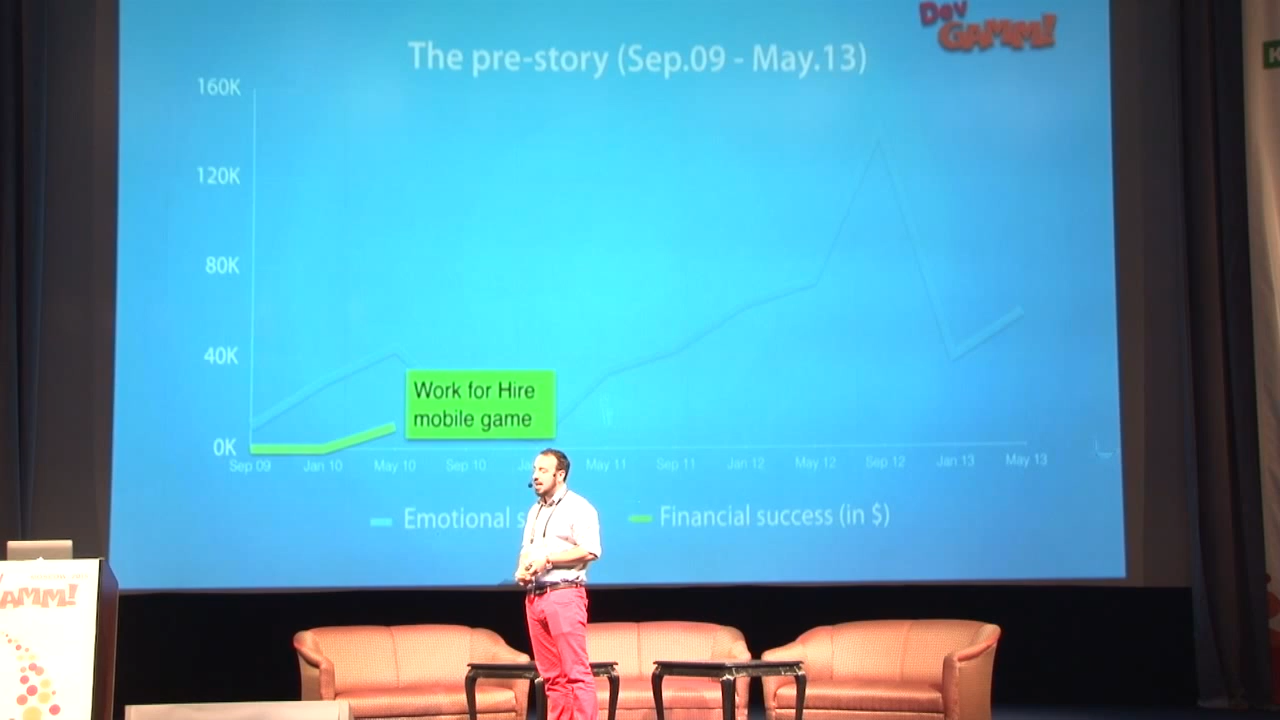 Dev
GAMM!
The pre-story (Sep.09 - May.13)
160K
120K
80K
40K
0K
Work for Hire
mobile game
Sep 09 Jan 10 May 10 Sep 10 May 11 Sep 11 Jan 12 May 12 Sep 12 Jan 13 May 13
Emotional Financial success (in $)
AMM!